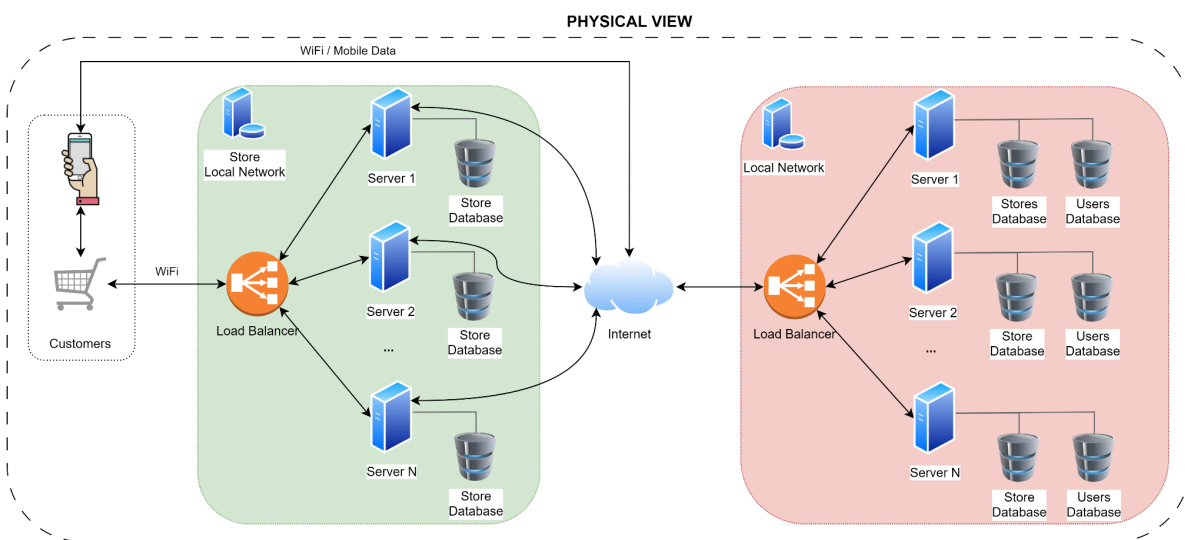 PHYSICAL VIEW
WiFi / Mobile Data
Customers
WiFi
Store
Local Network
Load Balancer
Server 1
Store
Database
Server 2
Store
Database
...
Server N
Store
Database
Internet
Local Network
Load Balancer
Server 1
Stores
Database
Users
Database
Server 2
Store
Database
Users
Database
...
Server N
Store
Database
Users
Database